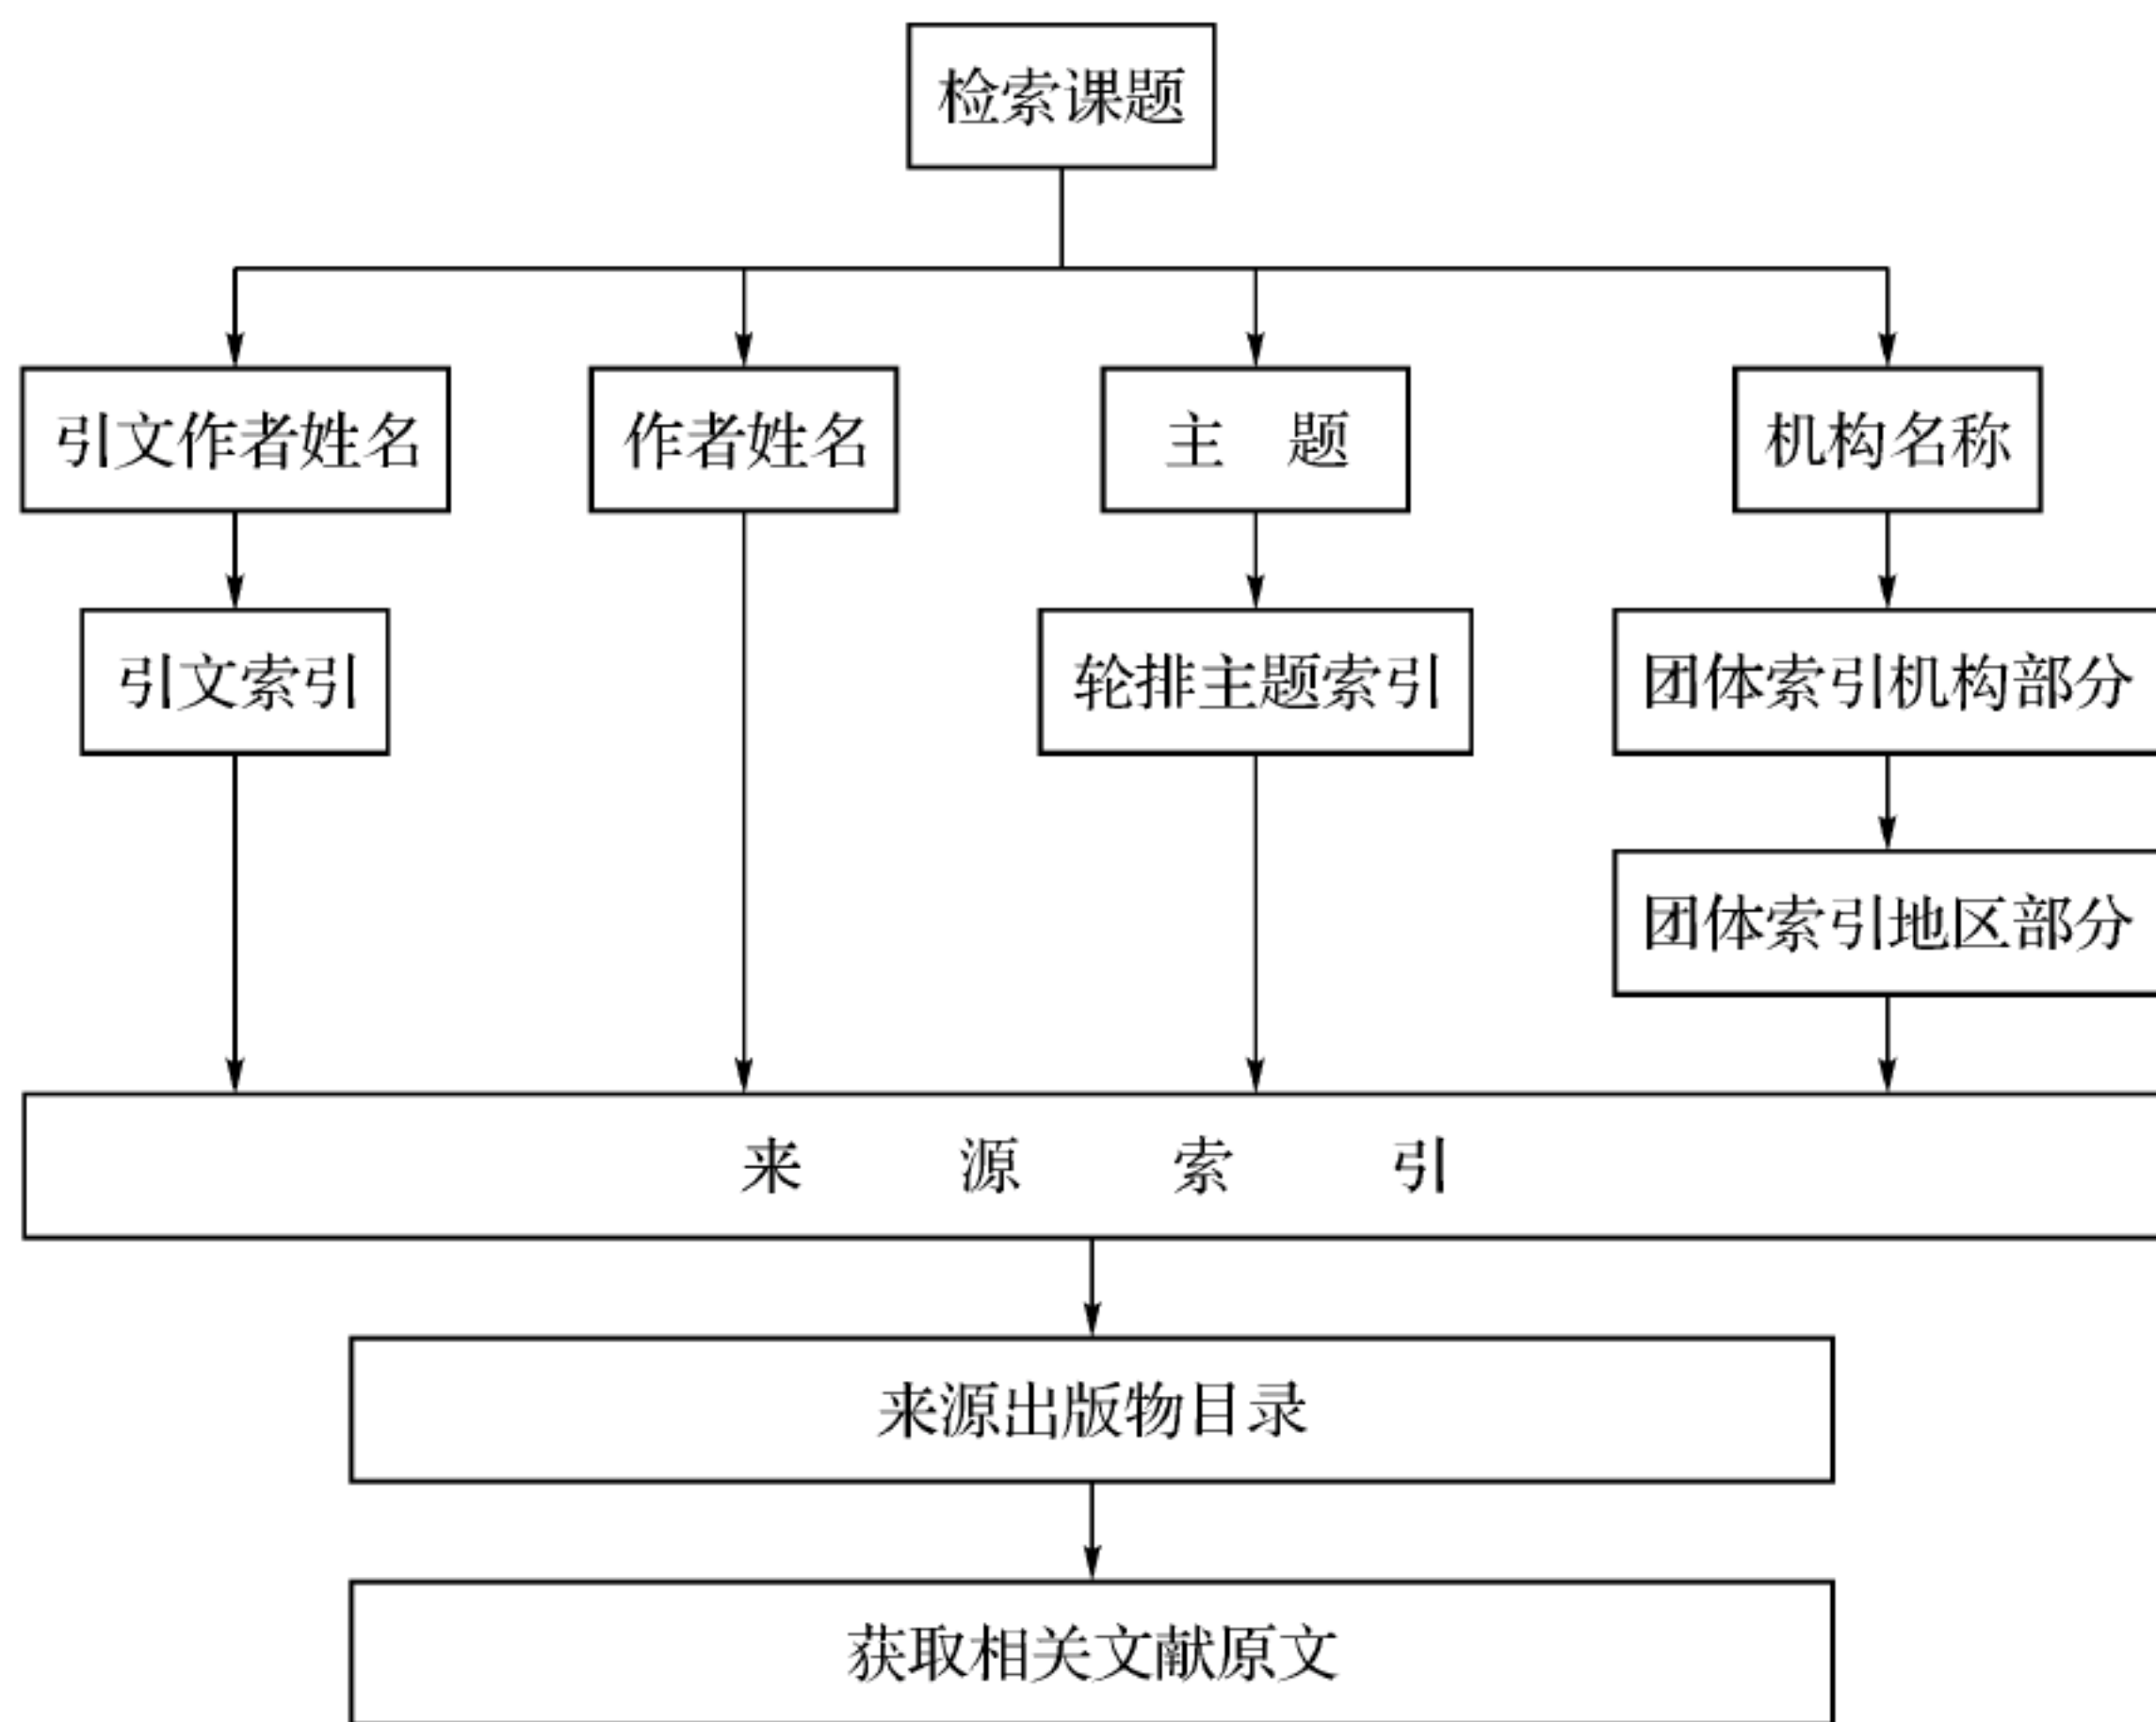 检索课题
引文作者姓名
作者姓名
主 题
机构名称
引文索引
轮排主题索引
团体索引机构部分
团体索引地区部分
来 源 索 引
来源出版物目录
获取相关文献原文